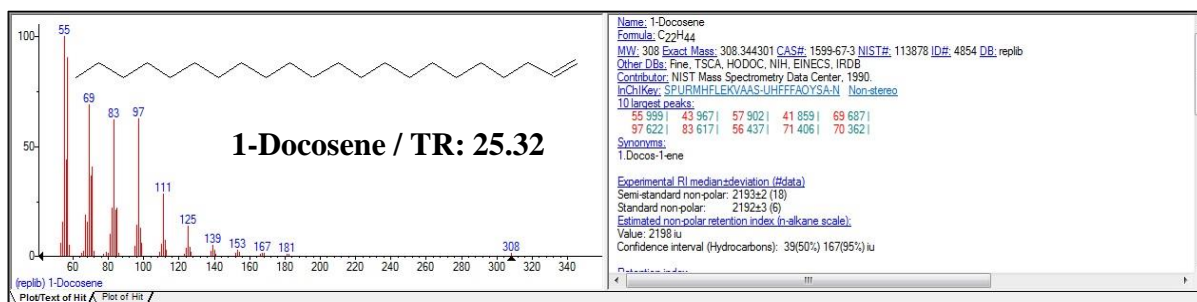 55
100
69
83
97
1-Docosene / TR: 25.32
50
111
125
139
153
167
181
308
0
60 80 100 120 140 160 180 200 220 240 260 280 300 320 340
(replib) 1-Docosene
Plot/Text of Hit Plot of Hit
Name: 1-Docosene
Formula: C22H44
MW: 308 Exact Mass: 308.344301 CAS#: 1599-67-3 NIST#: 113878 ID#: 4854 DB: replib
Other DBs: Fine, TSCA, HODOC, NIH, EINECS, IRDB
Contributor: NIST Mass Spectrometry Data Center, 1990.
InChIKey: SPURMHFLEKVAAS-UHFFFAOYSA-N Non-stereo
10 largest peaks:
55 999 | 43 967 | 57 902 | 41 859 | 69 687 |
97 622 | 83 617 | 56 437 | 71 406 | 70 362 |
Synonyms:
1.Docos-1-ene
Experimental RI median±deviation (#data)
Semi-standard non-polar: 2193±2 (18)
Standard non-polar: 2192±3 (6)
Estimated non-polar retention index (n-alkane scale):
Value: 2198 iu
Confidence interval (Hydrocarbons): 39(50%) 167(95%) iu
Retention index